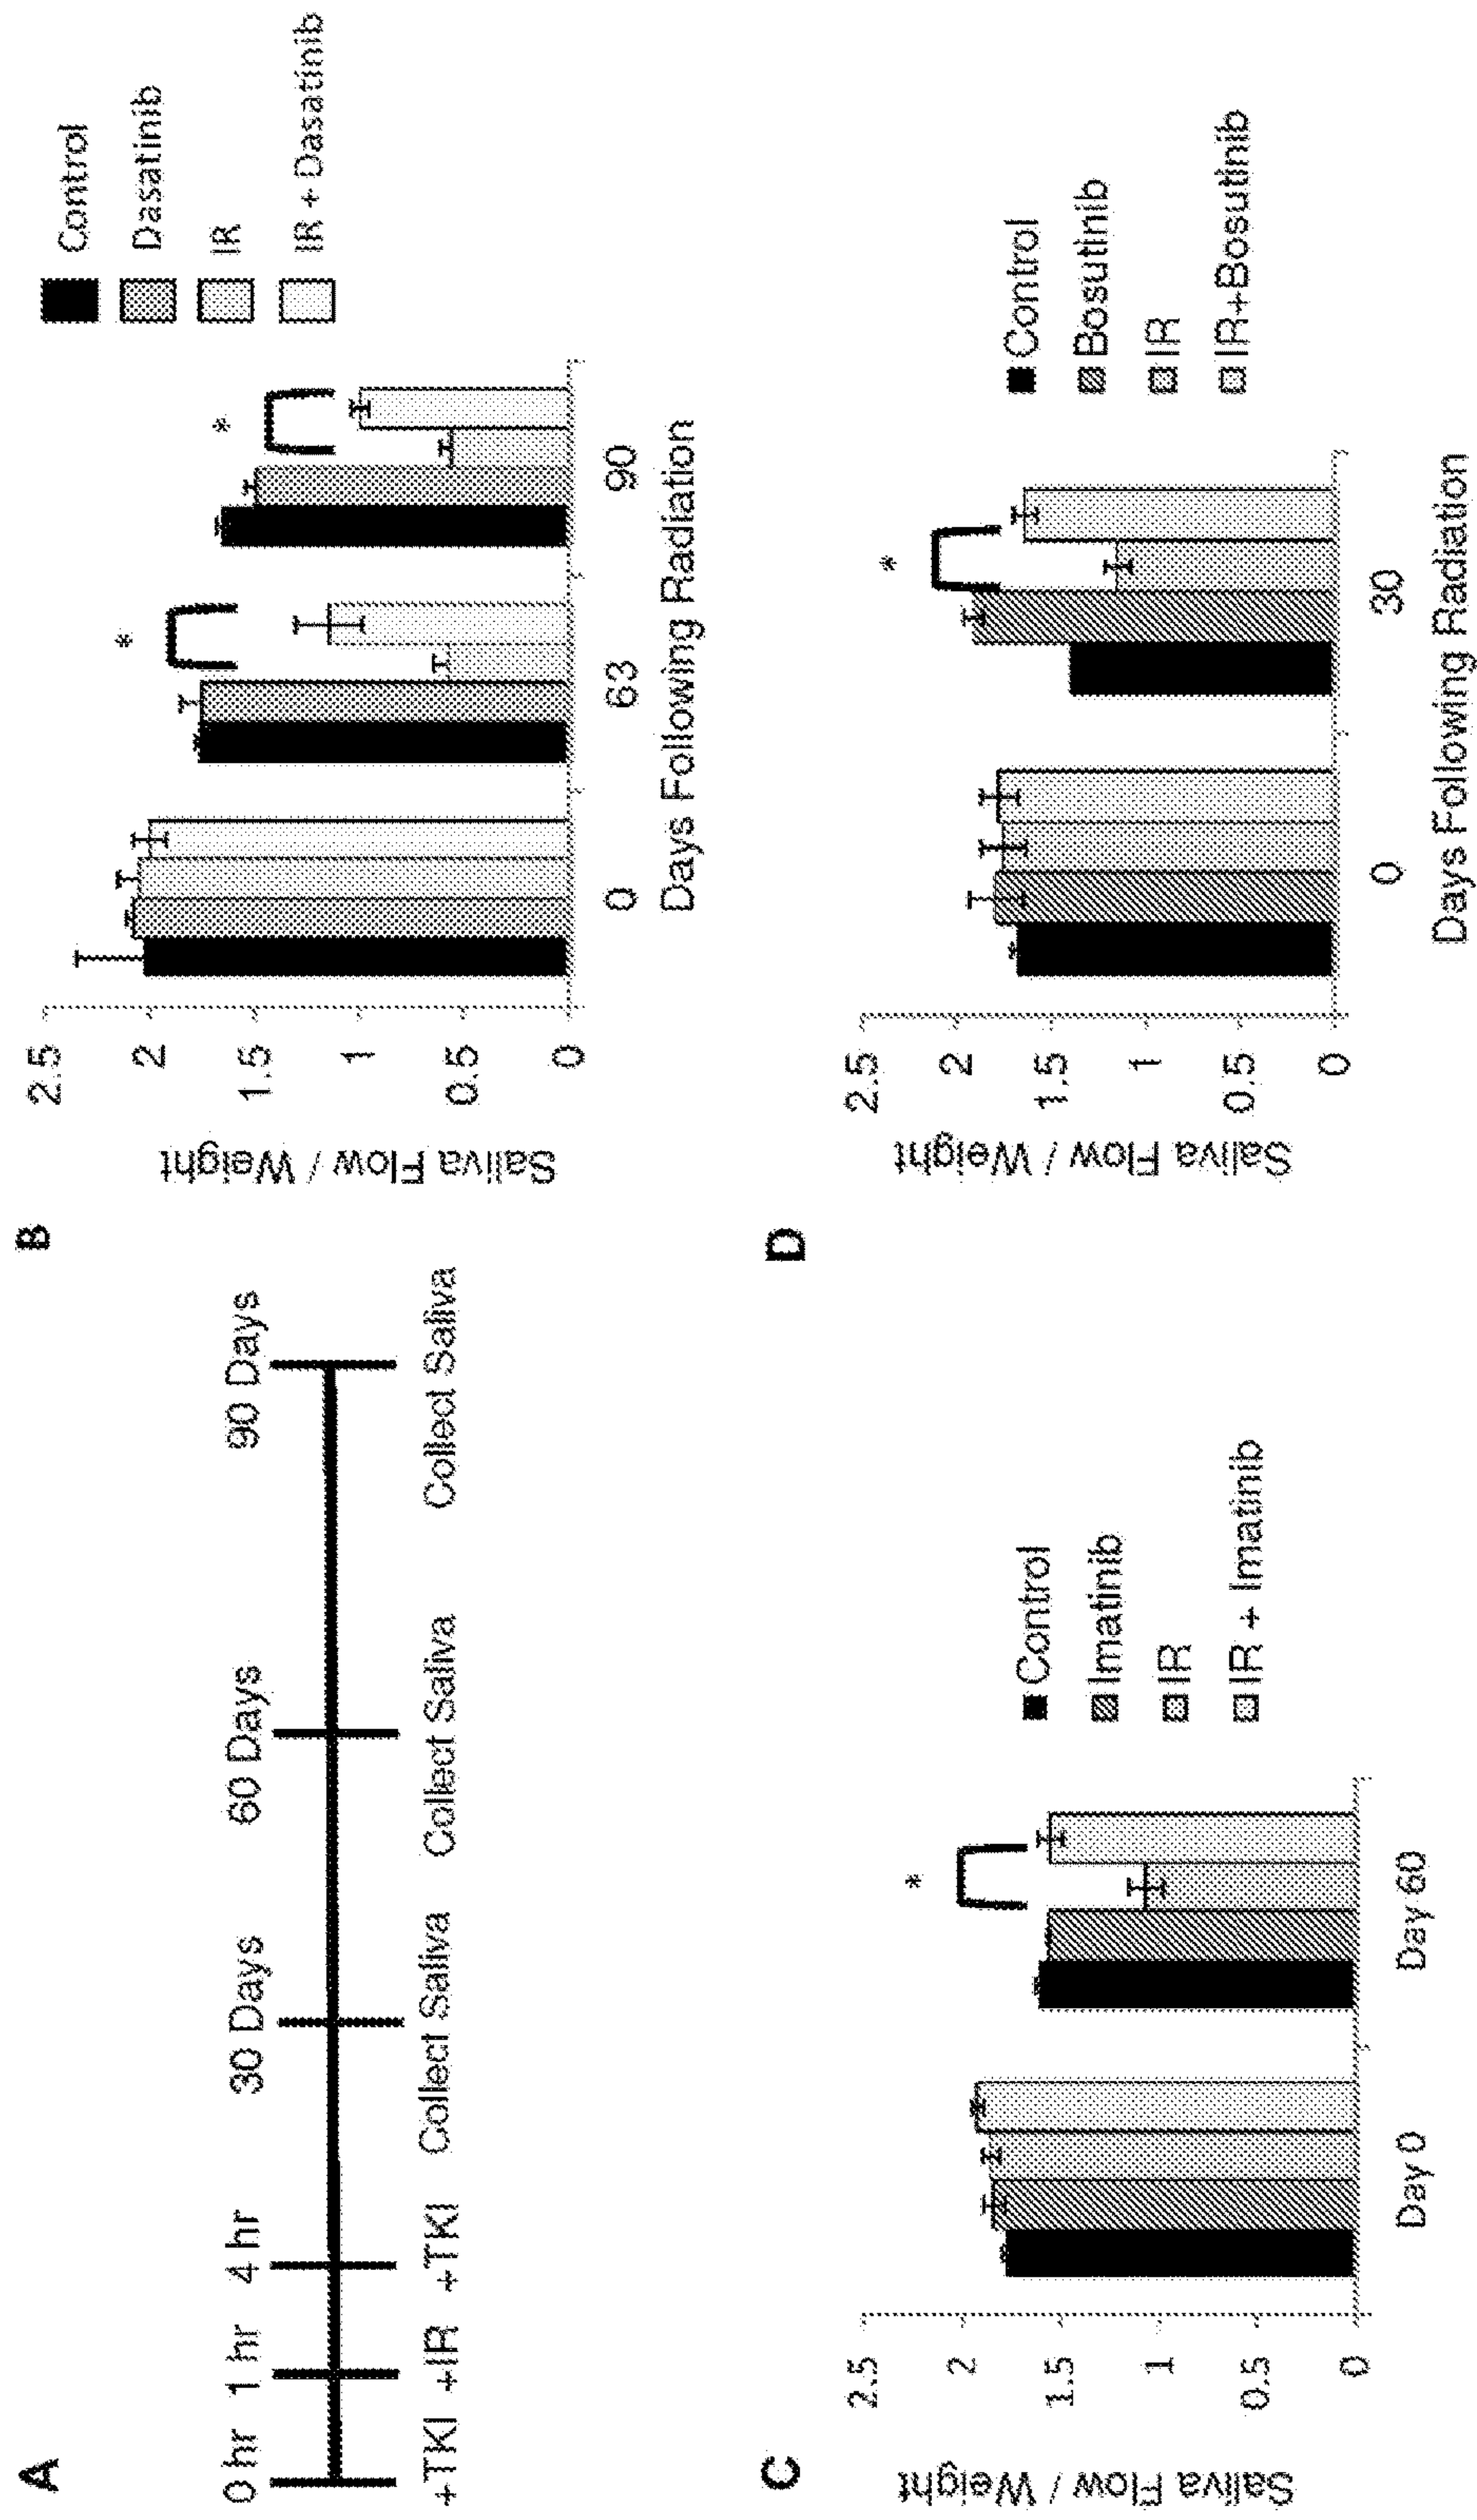 A
0 hr 1 hr 4 hr 30 Days 60 Days 90 Days
+TKI +IR +TKI Collect Saliva Collect Saliva Collect Saliva
B
Saliva Flow / Weight
2.5
2
1.5
1
0.5
0
* *
0 63 90
Days Following Radiation
Control
Dasatinib
IR
IR + Dasatinib
C
Saliva Flow / Weight
2.5
2
1.5
1
0.5
0
*
Day 0 Day 60
Control
Imatinib
IR
IR + Imatinib
D
Saliva Flow / Weight
2.5
2
1.5
1
0.5
0
*
0 30
Days Following Radiation
Control
Bosutinib
IR
IR+Bosutinib